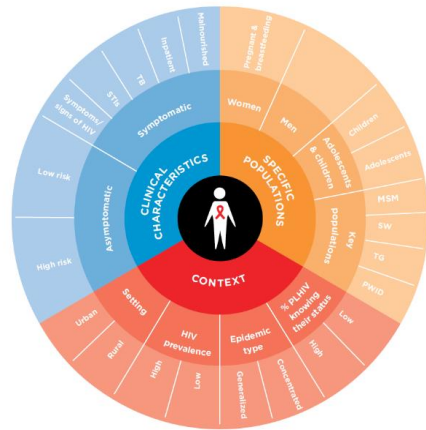 CLINICAL
CHARACTERISTICS
Symptomatic
Malnourished
Inpatient
TB
STIs
Symptoms/
signs of HIV
Asymptomatic
Low risk
High risk
SPECIFIC
POPULATIONS
Women
Pregnant &
breastfeeding
Men
Adolescents
& children
Children
Adolescents
Key
populations
MSM
SW
TG
PWID
CONTEXT
Setting
Urban
Rural
HIV
prevalence
High
Low
Epidemic
type
Generalized
Concentrated
% PLHIV
knowing
their status
High
Low